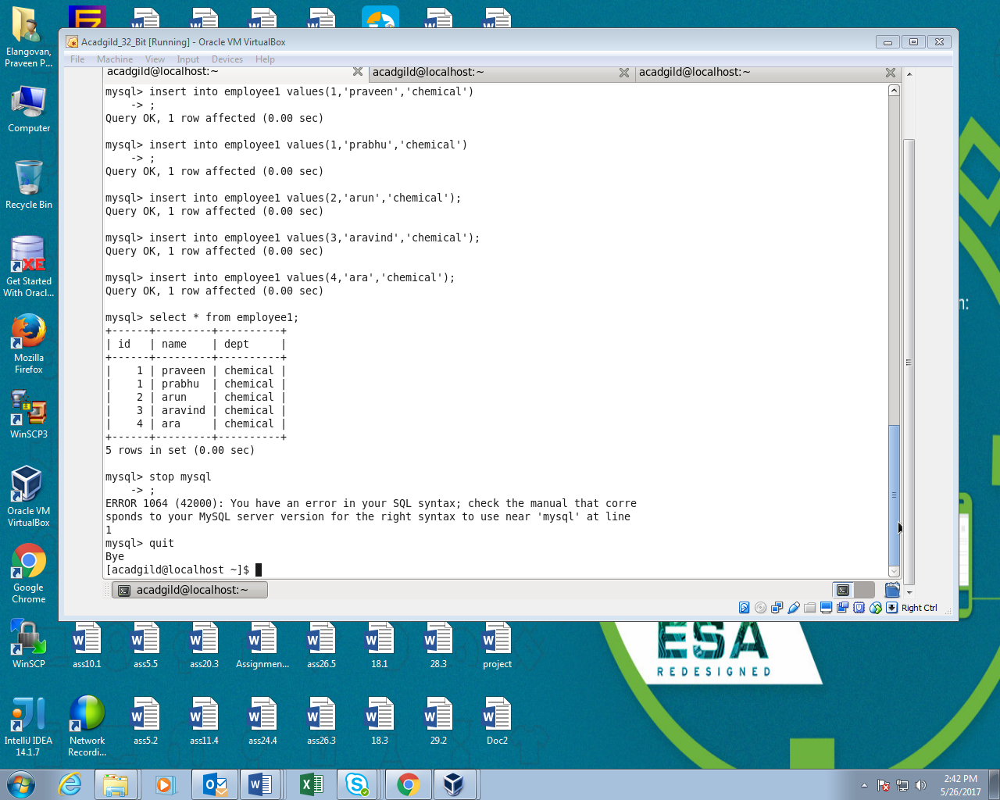 Acadgild_32_Bit [Running] - Oracle VM VirtualBox
File Machine View Input Devices Help
acadgild@localhost:~ acadgild@localhost:~ acadgild@localhost:~
mysql> insert into employee1 values(1,'praveen','chemical')
    -> ;
Query OK, 1 row affected (0.00 sec)
mysql> insert into employee1 values(1,'prabhu','chemical')
    -> ;
Query OK, 1 row affected (0.00 sec)
mysql> insert into employee1 values(2,'arun','chemical');
Query OK, 1 row affected (0.00 sec)
mysql> insert into employee1 values(3,'aravind','chemical');
Query OK, 1 row affected (0.00 sec)
mysql> insert into employee1 values(4,'ara','chemical');
Query OK, 1 row affected (0.00 sec)
mysql> select * from employee1;
+------+---------+----------+
| id   | name    | dept     |
+------+---------+----------+
|    1 | praveen | chemical |
|    1 | prabhu  | chemical |
|    2 | arun    | chemical |
|    3 | aravind | chemical |
|    4 | ara     | chemical |
+------+---------+----------+
5 rows in set (0.00 sec)
mysql> stop mysql
    -> ;
ERROR 1064 (42000): You have an error in your SQL syntax; check the manual that corre
sponds to your MySQL server version for the right syntax to use near 'mysql' at line
1
mysql> quit
Bye
[acadgild@localhost ~]$
acadgild@localhost:~
Right Ctrl
Elangovan,
Praveen P...
Computer
Recycle Bin
XE
Get Started
With Oracl...
Mozilla
Firefox
WinSCP3
Oracle VM
VirtualBox
Google
Chrome
WinSCP ass10.1 ass5.5 ass20.3 Assignmen... ass26.5 18.1 28.3 project
IntelliJ IDEA
14.1.7
Network
Recordi...
ass5.2 ass11.4 ass24.4 ass26.3 18.3 29.2 Doc2
n:
ESA
REDESIGNED
2:42 PM
5/26/2017